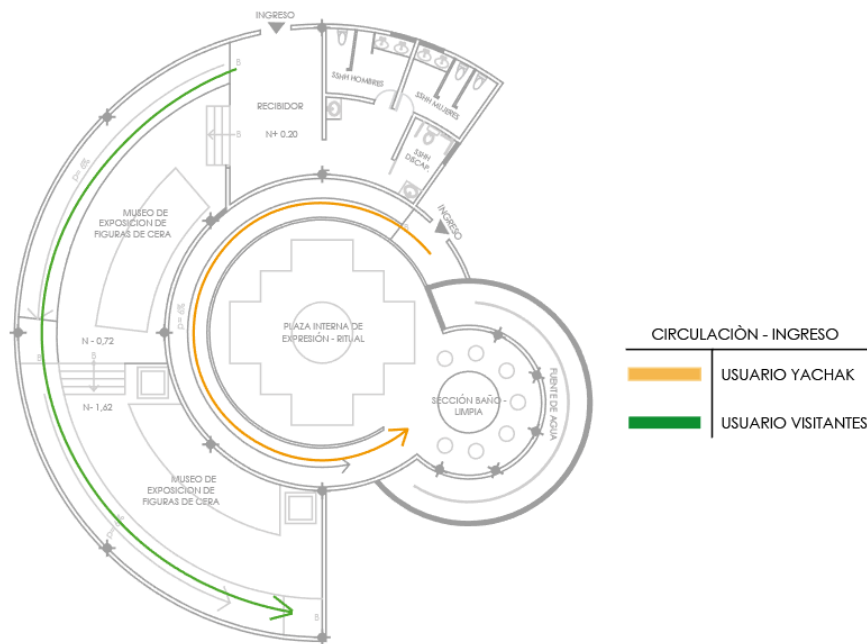 INGRESO
SSHH HOMBRES
SSHH MUJERES
SSHH
DISCAP.
RECIBIDOR
N+ 0.20
B
B
INGRESO
B
MUSEO DE
EXPOSICION DE
FIGURAS DE CERA
PLAZA INTERNA DE
EXPRESIÓN - RITUAL
N - 0,72
B
N- 1,62
SECCIÓN BAÑO -
LIMPIA
FUENTE DE AGUA
MUSEO DE
EXPOSICION DE
FIGURAS DE CERA
B
CIRCULACIÒN - INGRESO
USUARIO YACHAK
USUARIO VISITANTES